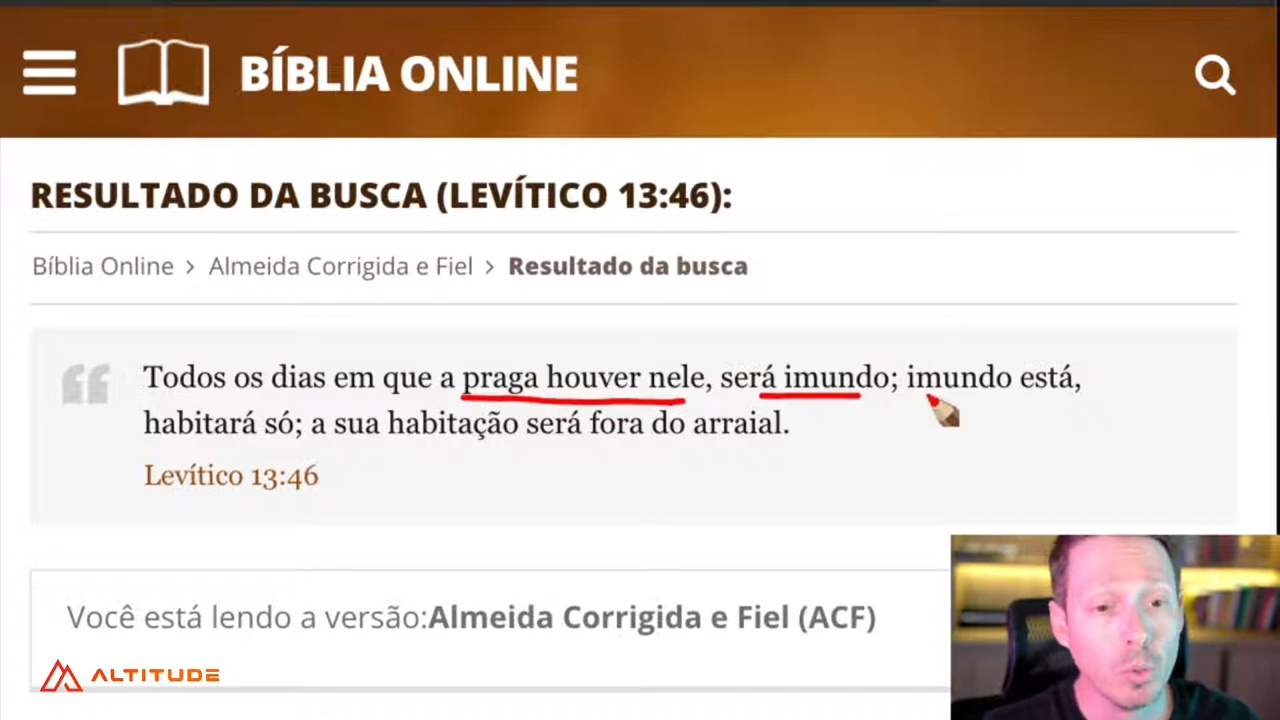 BÍBLIA ONLINE
RESULTADO DA BUSCA (LEVÍTICO 13:46):
Bíblia Online > Almeida Corrigida e Fiel > Resultado da busca
Todos os dias em que a praga houver nele, será imundo; imundo está,
habitará só; a sua habitação será fora do arraial.
Levítico 13:46
Você está lendo a versão:Almeida Corrigida e Fiel (ACF)
ALTITUDE